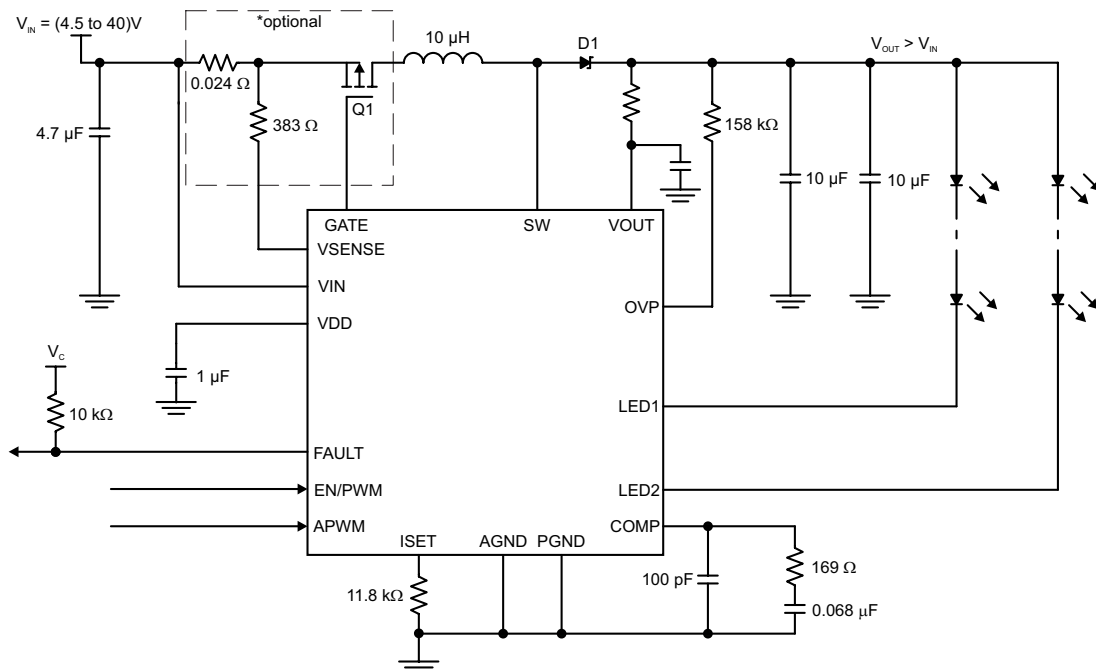 V_IN = (4.5 to 40)V
*optional
10 µH
D1
V_OUT > V_IN
0.024 Ω
Q1
4.7 µF
383 Ω
158 kΩ
10 µF
10 µF
GATE
SW
VOUT
VSENSE
VIN
OVP
VDD
V_C
1 µF
10 kΩ
LED1
FAULT
EN/PWM
LED2
APWM
COMP
ISET
AGND
PGND
11.8 kΩ
100 pF
169 Ω
0.068 µF